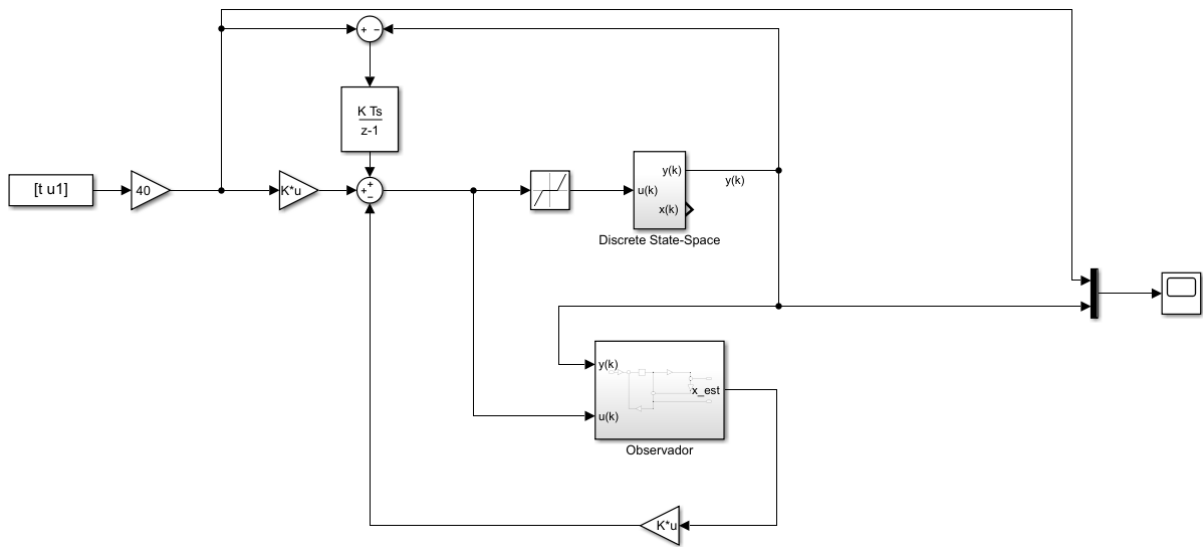 + −
K Ts
z-1
[t u1]
40
K*u
+
+ −
y(k)
u(k)
x(k)
y(k)
Discrete State-Space
y(k)
x_est
u(k)
Observador
K*u